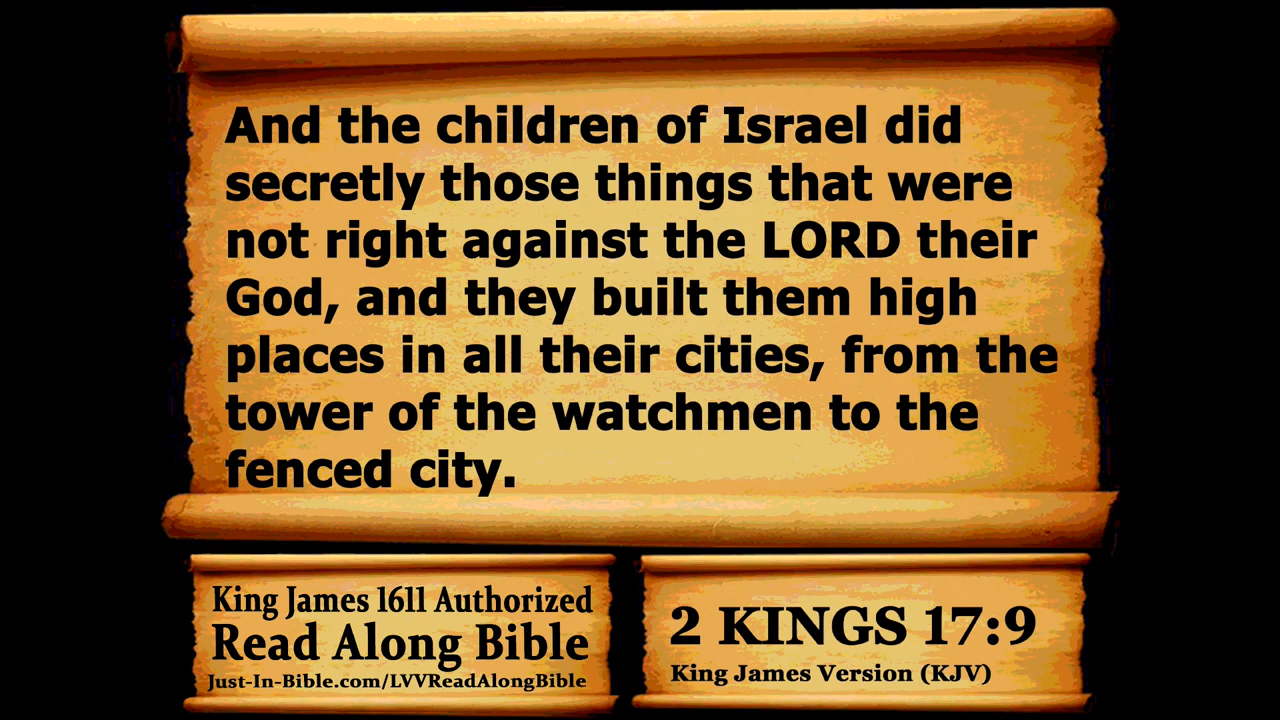 And the children of Israel did
secretly those things that were
not right against the LORD their
God, and they built them high
places in all their cities, from the
tower of the watchmen to the
fenced city.
King James 1611 Authorized
Read Along Bible
Just-In-Bible.com/LVVReadAlongBible
2 KINGS 17:9
King James Version (KJV)